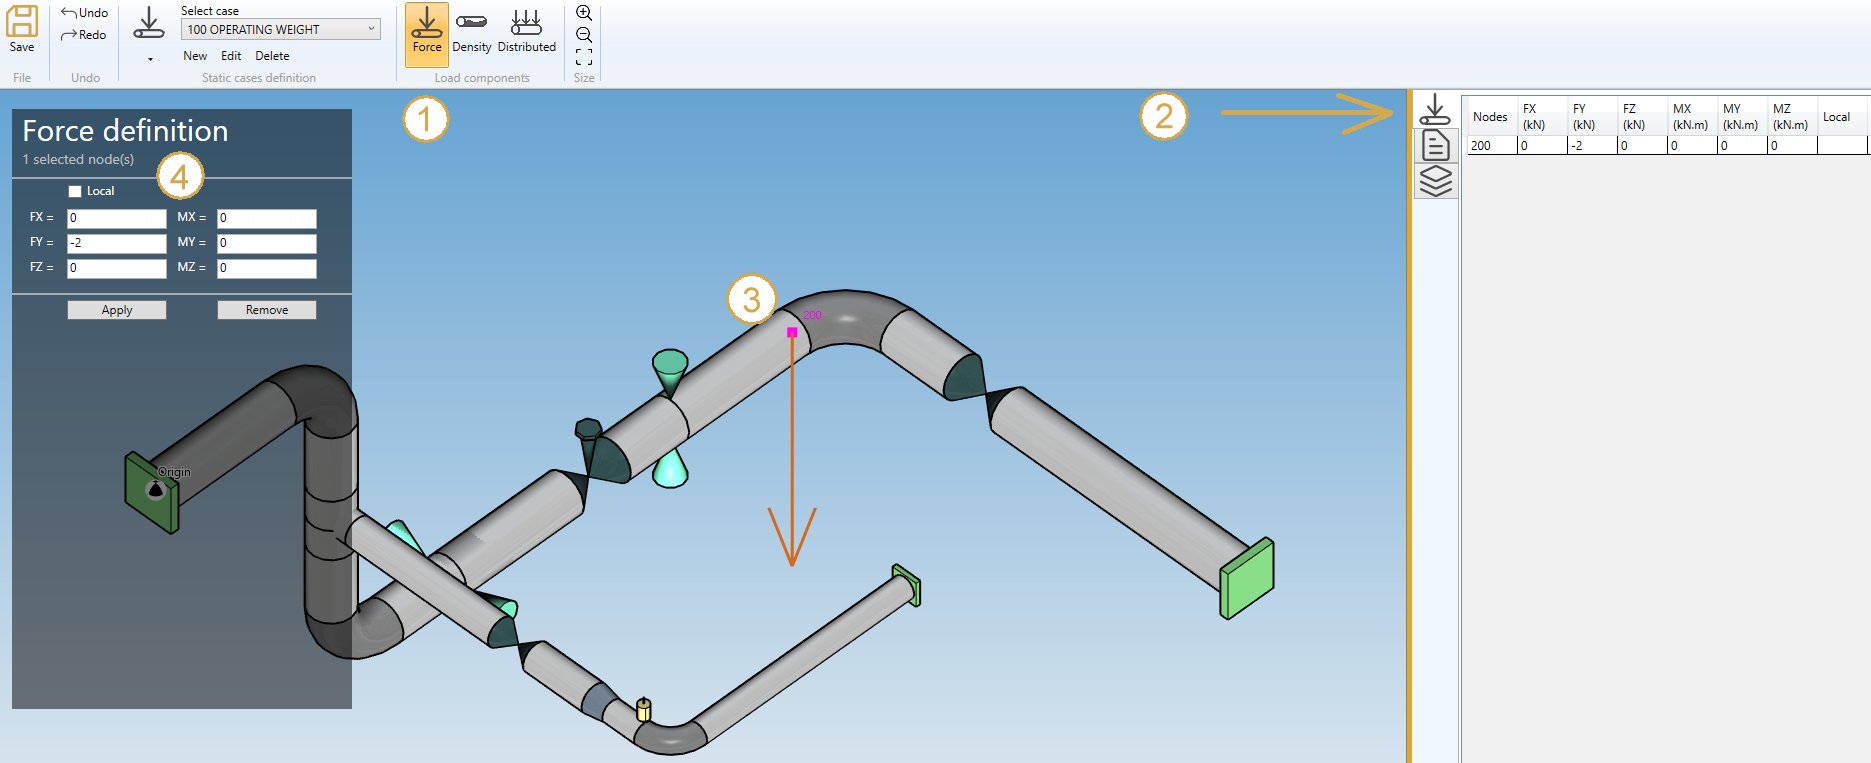 Save
File
Undo
Redo
Undo
Select case
100 OPERATING WEIGHT
New Edit Delete
Static cases definition
Force Density Distributed
Load components
Size
1
2
Force definition
1 selected node(s)
4
Local
FX = 0 MX = 0
FY = -2 MY = 0
FZ = 0 MZ = 0
Apply Remove
3
200
Origin
Nodes FX (kN) FY (kN) FZ (kN) MX (kN.m) MY (kN.m) MZ (kN.m) Local
200 0 -2 0 0 0 0